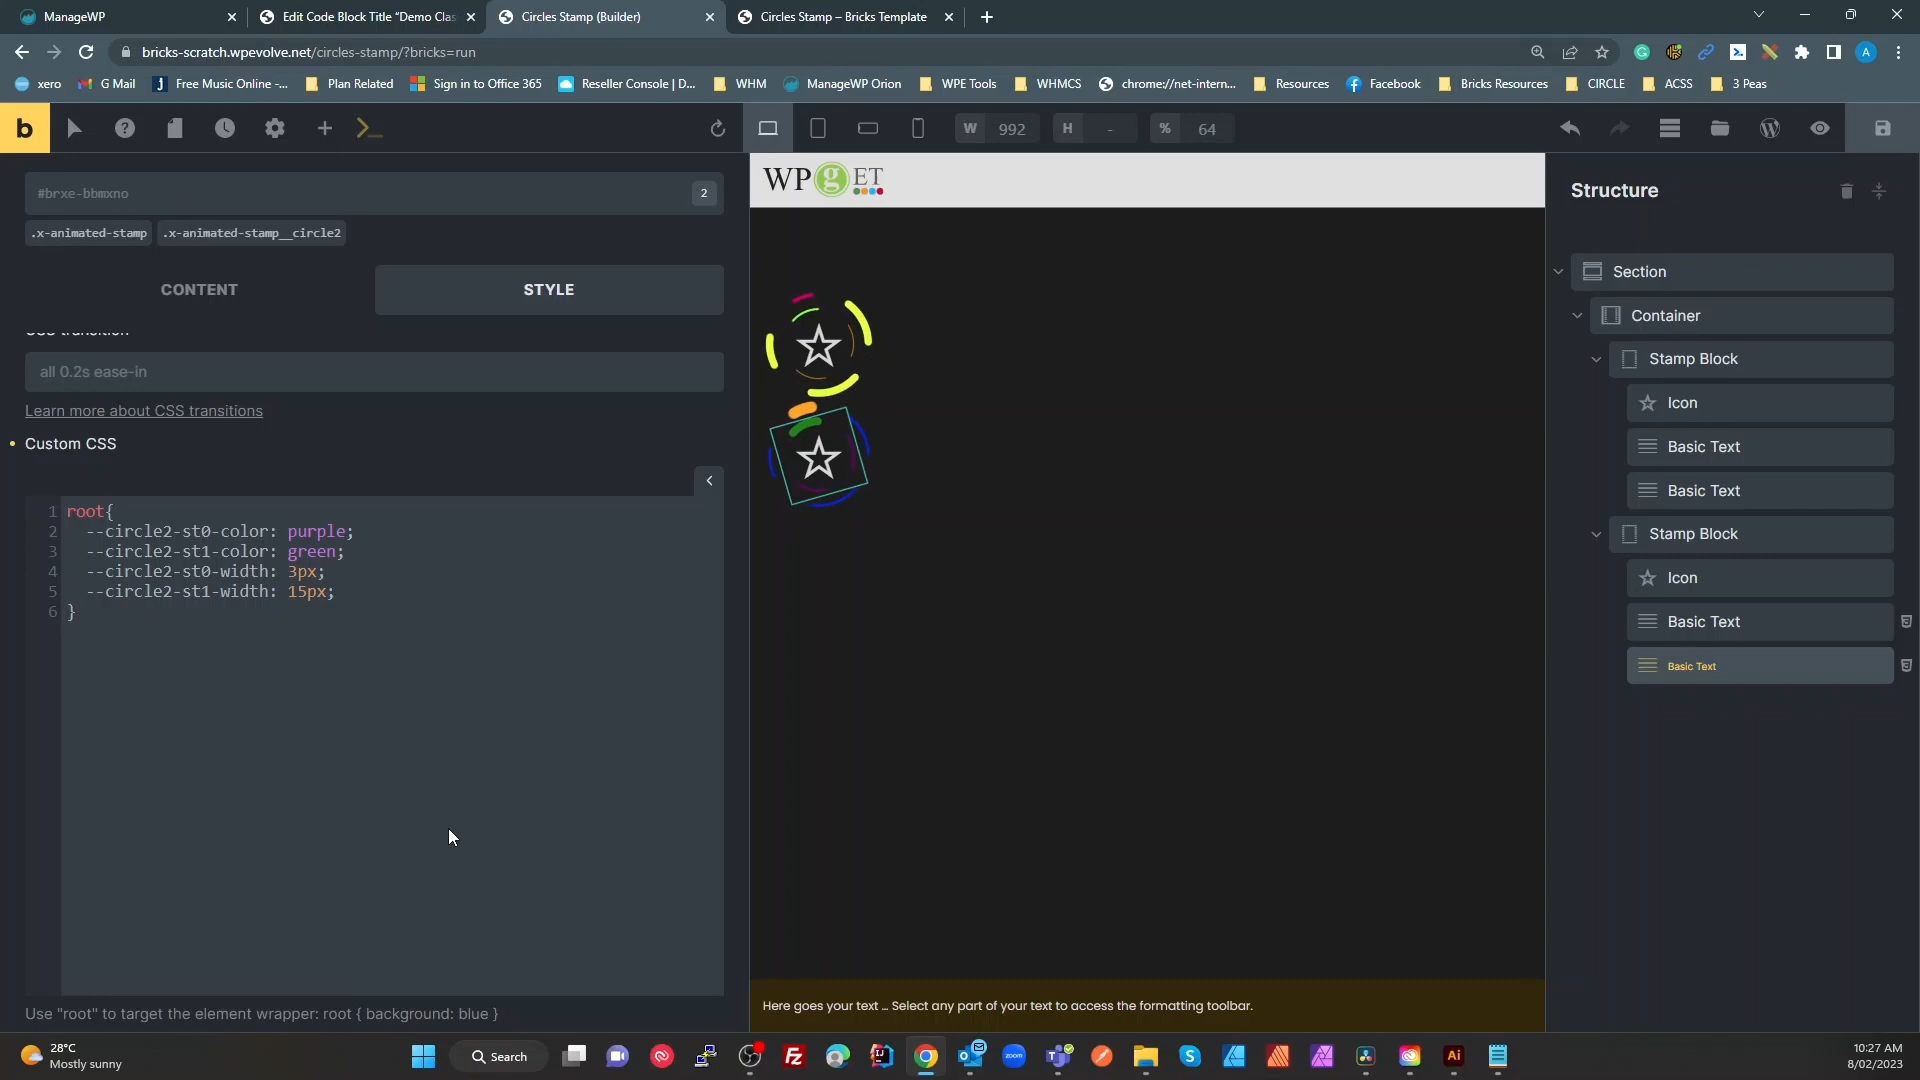 ManageWP
Edit Code Block Title "Demo Clas
Circles Stamp (Builder)
Circles Stamp – Bricks Template
bricks-scratch.wpevolve.net/circles-stamp/?bricks=run
A
xero
G Mail
Free Music Online -...
Plan Related
Sign in to Office 365
Reseller Console | D...
WHM
ManageWP Orion
WPE Tools
WHMCS
chrome://net-intern...
Resources
Facebook
Bricks Resources
CIRCLE
ACSS
3 Peas
b
W 992
H -
% 64
#brxe-bbmxno
2
.x-animated-stamp
.x-animated-stamp__circle2
CONTENT
STYLE
all 0.2s ease-in
Learn more about CSS transitions
Custom CSS
1 root{
2 --circle2-st0-color: purple;
3 --circle2-st1-color: green;
4 --circle2-st0-width: 3px;
5 --circle2-st1-width: 15px;
6 }
Use "root" to target the element wrapper: root { background: blue }
WPgET
Here goes your text ... Select any part of your text to access the formatting toolbar.
Structure
Section
Container
Stamp Block
Icon
Basic Text
Basic Text
Stamp Block
Icon
Basic Text
Basic Text
28°C
Mostly sunny
Search
zoom
Ai
10:27 AM
8/02/2023